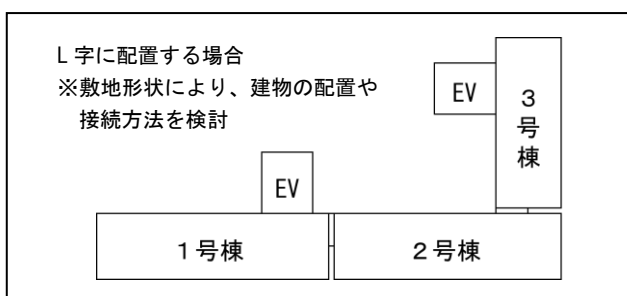 L字に配置する場合
※敷地形状により、建物の配置や
接続方法を検討
EV
3号棟
EV
1号棟
2号棟